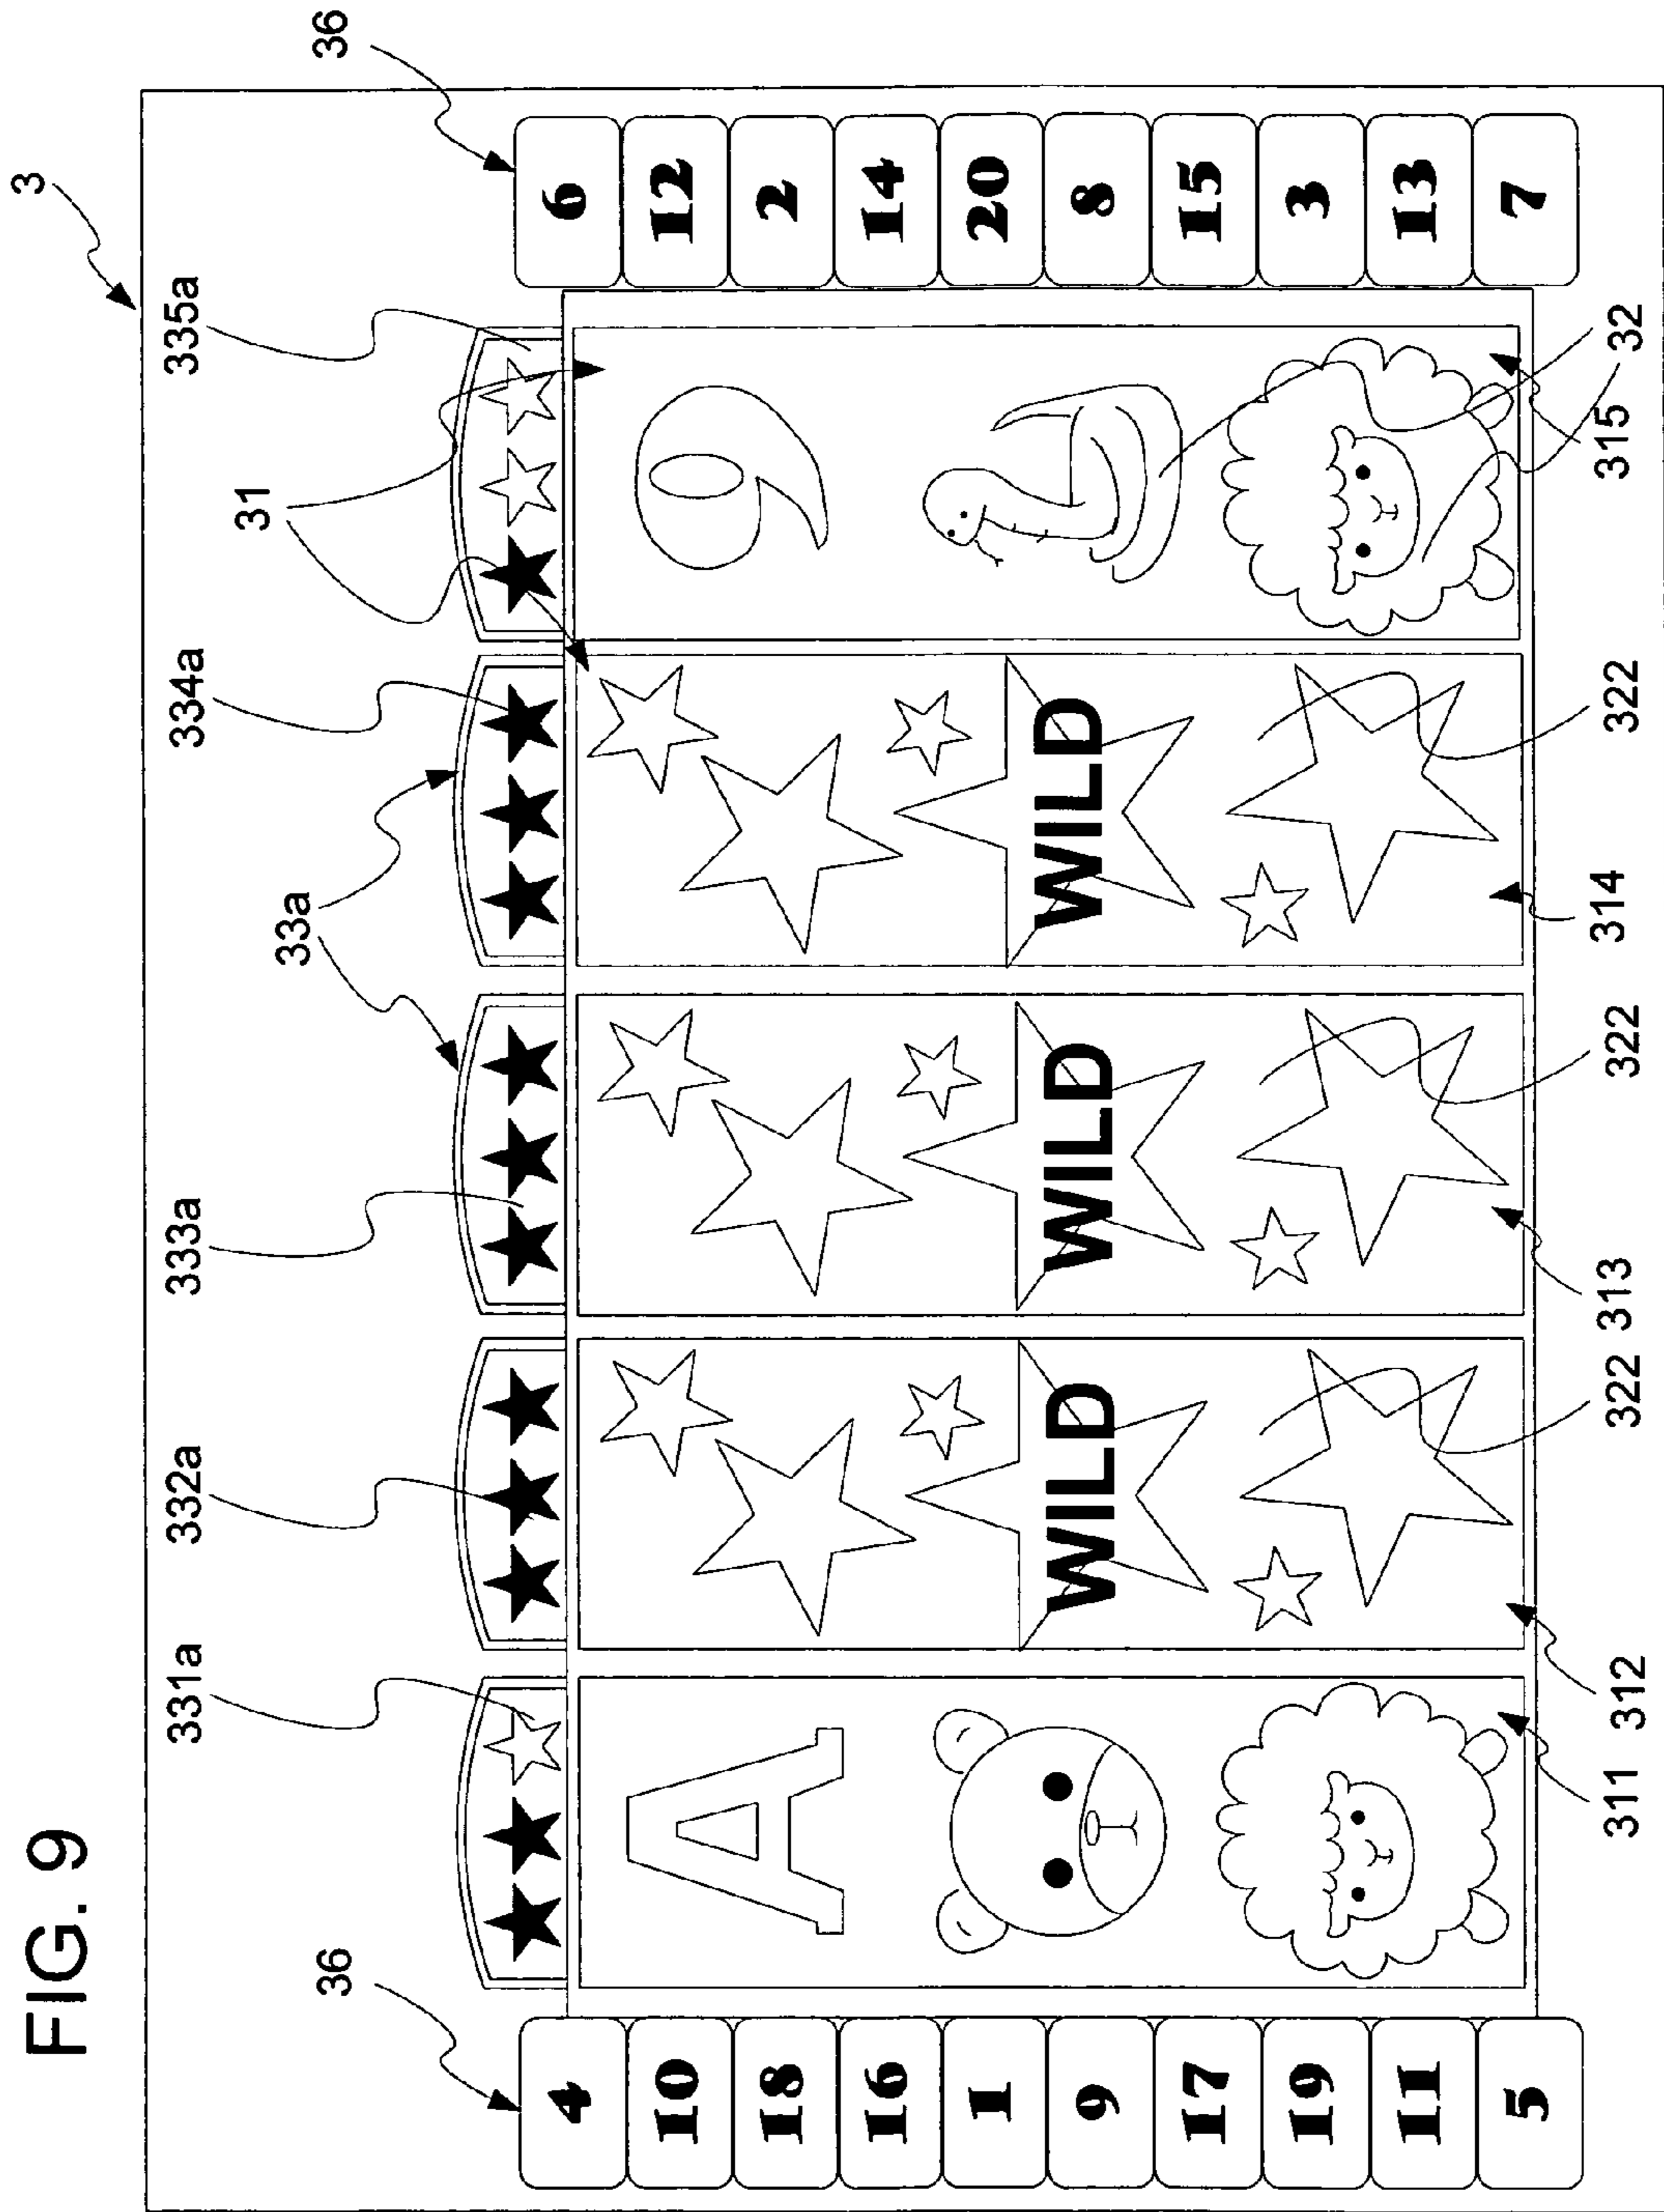 FIG. 9
3
331a 332a 333a 334a 335a
31
33a
36 36
4 6
10 12
A 9
18 2
16 14
1 20
WILD WILD WILD
9 8
17 15
19 3
11 13
5 7
311 312 313 314 315
322 322 322 32